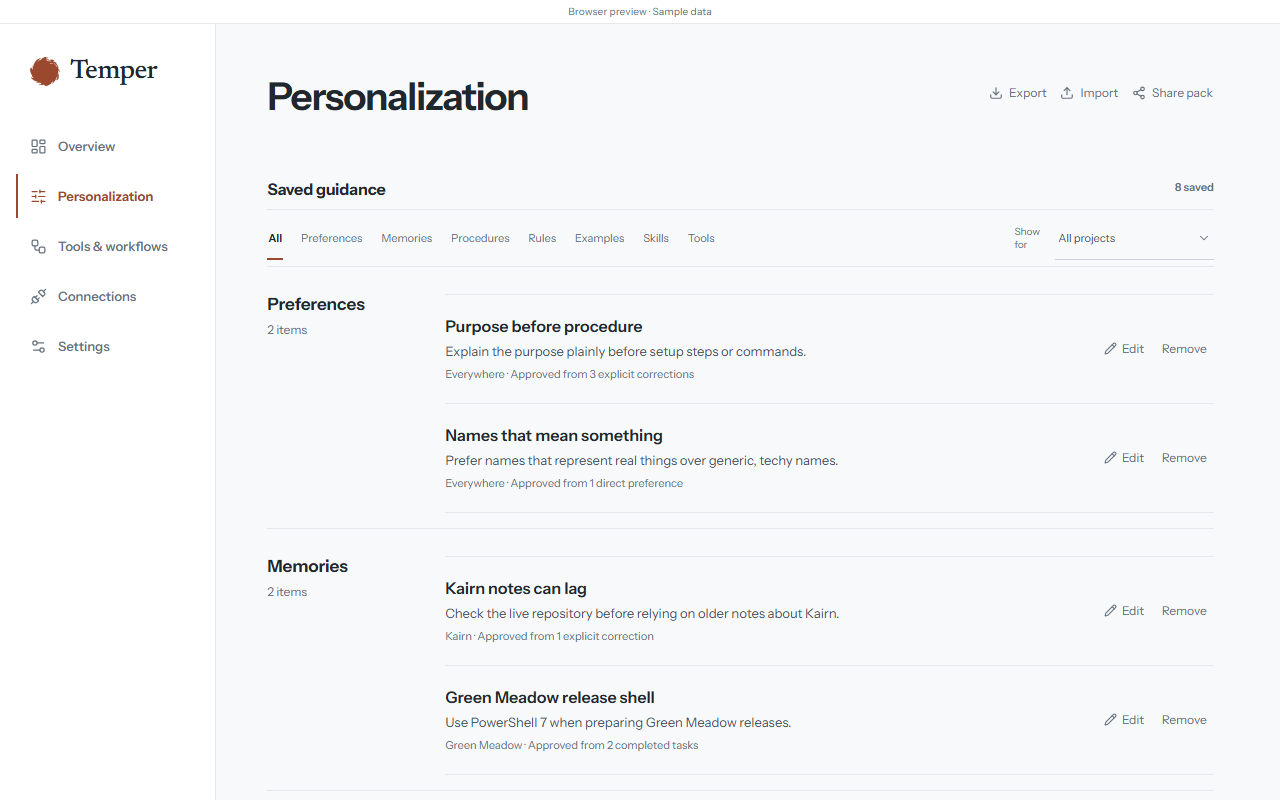 Browser preview · Sample data
Temper
Overview
Personalization
Tools & workflows
Connections
Settings
Personalization
Export
Import
Share pack
Saved guidance
8 saved
All
Preferences
Memories
Procedures
Rules
Examples
Skills
Tools
Show
for
All projects
Preferences
2 items
Purpose before procedure
Explain the purpose plainly before setup steps or commands.
Everywhere · Approved from 3 explicit corrections
Edit
Remove
Names that mean something
Prefer names that represent real things over generic, techy names.
Everywhere · Approved from 1 direct preference
Edit
Remove
Memories
2 items
Kairn notes can lag
Check the live repository before relying on older notes about Kairn.
Kairn · Approved from 1 explicit correction
Edit
Remove
Green Meadow release shell
Use PowerShell 7 when preparing Green Meadow releases.
Green Meadow · Approved from 2 completed tasks
Edit
Remove